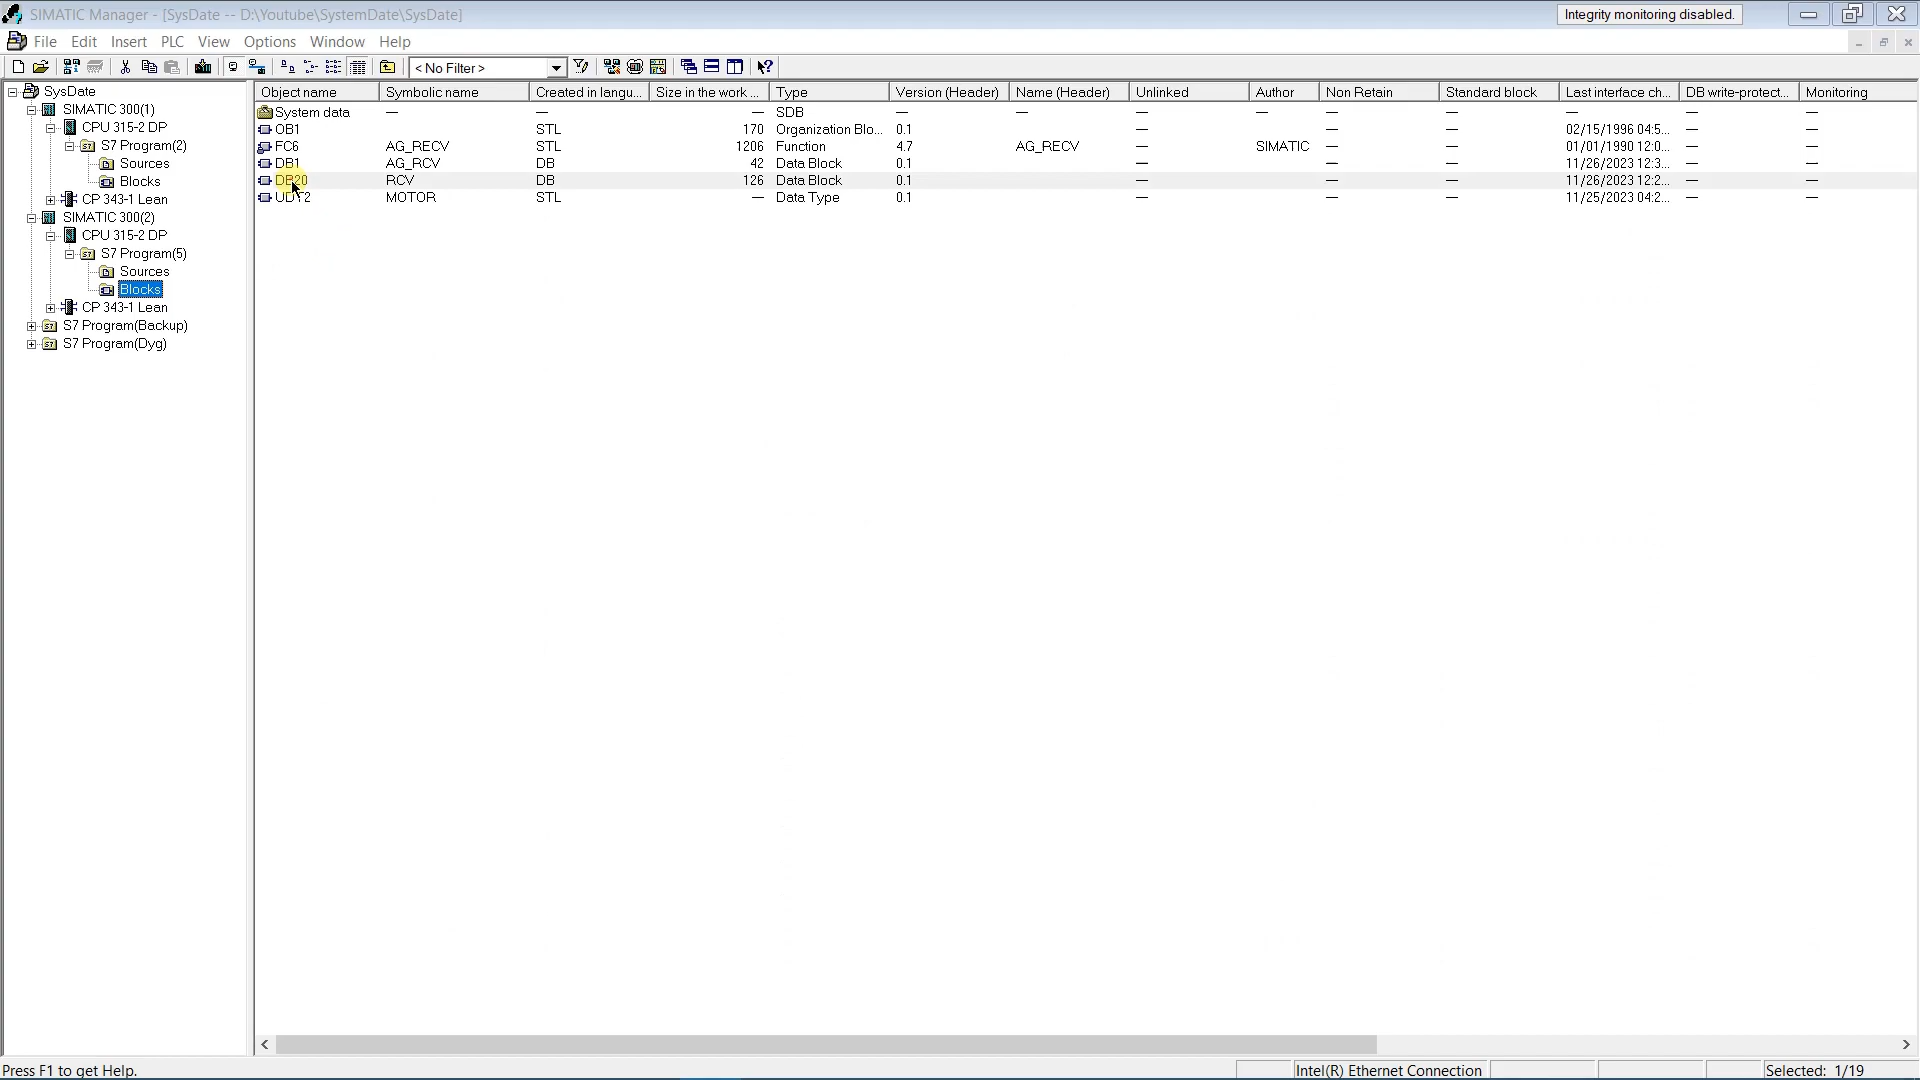 SIMATIC Manager - [SysDate -- D:\Youtube\SystemDate\SysDate]
Integrity monitoring disabled.
File Edit Insert PLC View Options Window Help
< No Filter >
SysDate
SIMATIC 300(1)
CPU 315-2 DP
S7 Program(2)
Sources
Blocks
CP 343-1 Lean
SIMATIC 300(2)
CPU 315-2 DP
S7 Program(5)
Sources
Blocks
CP 343-1 Lean
S7 Program(Backup)
S7 Program(Dyg)
Object name Symbolic name Created in langu... Size in the work ... Type Version (Header) Name (Header) Unlinked Author Non Retain Standard block Last interface ch... DB write-protect... Monitoring
System data — — — SDB — — — — — — — — —
OB1 STL 170 Organization Blo... 0.1 — — — 02/15/1996 04:5... — —
FC6 AG_RECV STL 1206 Function 4.7 AG_RECV — SIMATIC — — 01/01/1990 12:0... — —
DB1 AG_RCV DB 42 Data Block 0.1 — — — 11/26/2023 12:3... — —
DB20 RCV DB 126 Data Block 0.1 — — — 11/26/2023 12:2... — —
UDT2 MOTOR STL — Data Type 0.1 — — — 11/25/2023 04:2... — —
Press F1 to get Help.
Intel(R) Ethernet Connection
Selected: 1/19